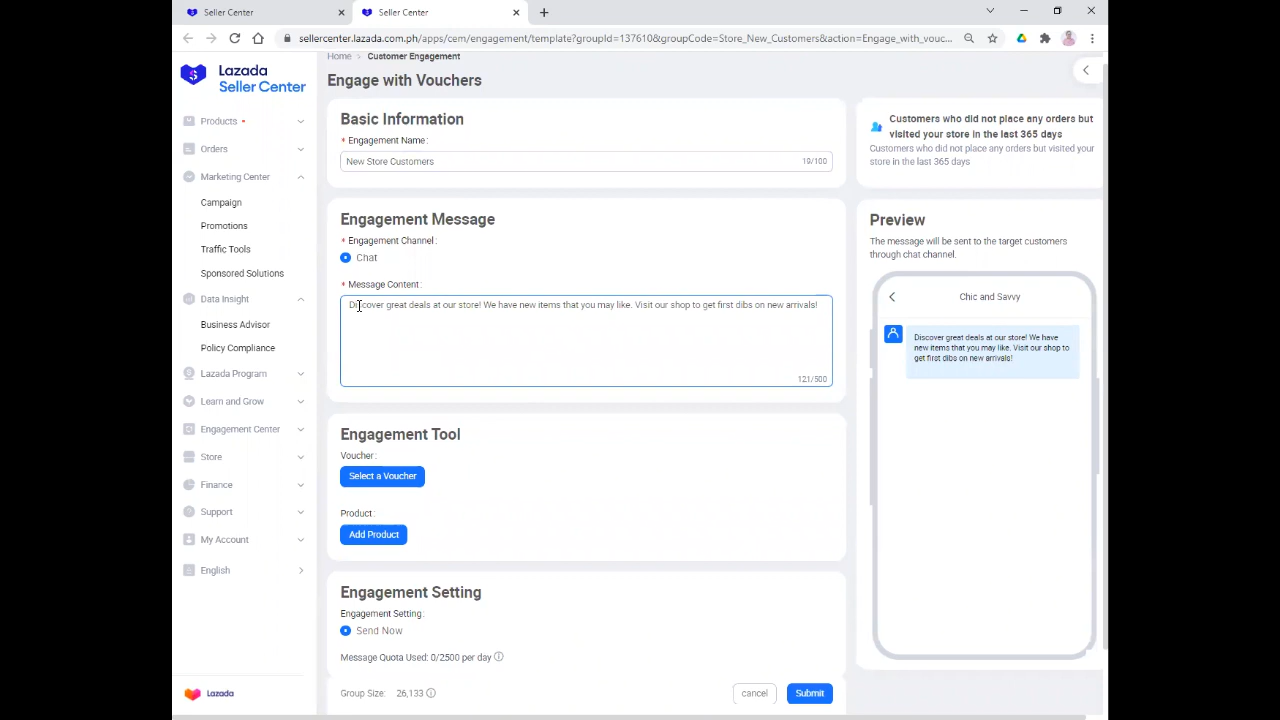 Seller Center
Seller Center
sellercenter.lazada.com.ph/apps/cem/engagement/template?groupId=137610&groupCode=Store_New_Customers&action=Engage_with_vouc...
Lazada
Seller Center
Products
Orders
Marketing Center
Campaign
Promotions
Traffic Tools
Sponsored Solutions
Data Insight
Business Advisor
Policy Compliance
Lazada Program
Learn and Grow
Engagement Center
Store
Finance
Support
My Account
English
Lazada
Home > Customer Engagement
Engage with Vouchers
Basic Information
* Engagement Name:
New Store Customers 19/100
Engagement Message
* Engagement Channel:
Chat
* Message Content:
Discover great deals at our store! We have new items that you may like. Visit our shop to get first dibs on new arrivals!
121/500
Engagement Tool
Voucher:
Select a Voucher
Product:
Add Product
Engagement Setting
Engagement Setting:
Send Now
Message Quota Used: 0/2500 per day
Group Size: 26,133
cancel
Submit
Customers who did not place any orders but
visited your store in the last 365 days
Customers who did not place any orders but visited your
store in the last 365 days
Preview
The message will be sent to the target customers
through chat channel.
Chic and Savvy
Discover great deals at our store! We have
new items that you may like. Visit our shop to
get first dibs on new arrivals!